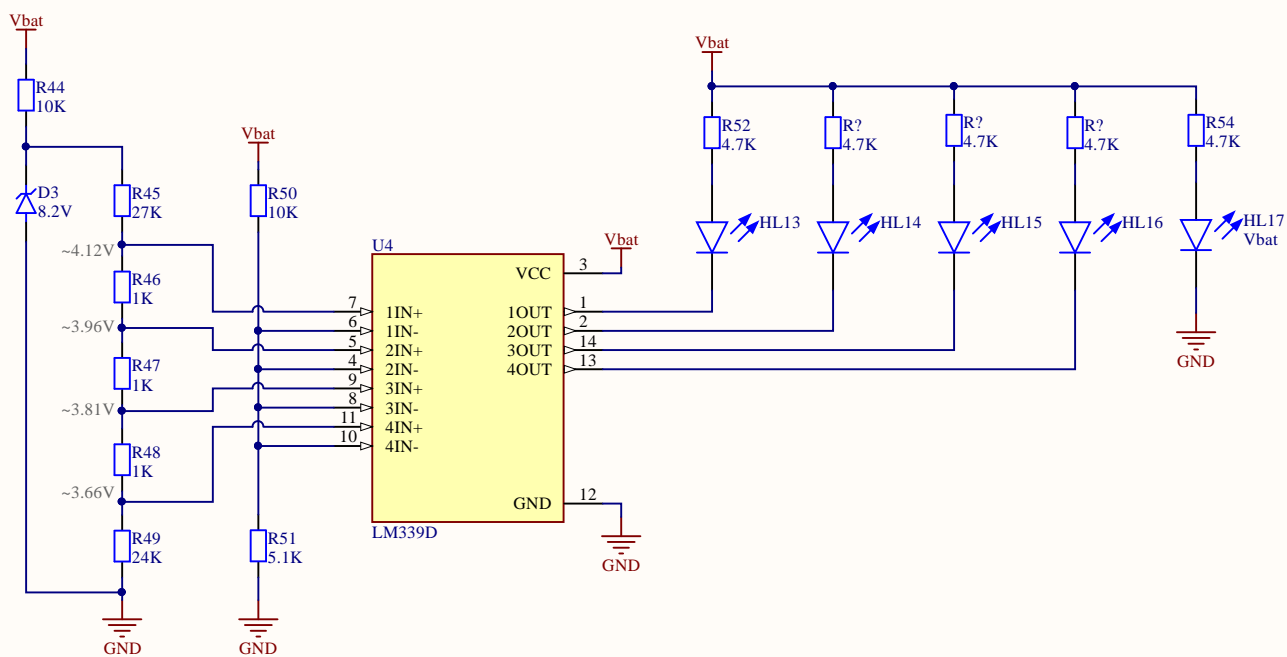 Vbat
R44
10K
D3
8.2V
R45
27K
~4.12V
R46
1K
~3.96V
R47
1K
~3.81V
R48
1K
~3.66V
R49
24K
GND
Vbat
R50
10K
R51
5.1K
GND
U4
7
6
5
4
9
8
11
10
1IN+
1IN-
2IN+
2IN-
3IN+
3IN-
4IN+
4IN-
VCC
1OUT
2OUT
3OUT
4OUT
GND
3
1
2
14
13
12
LM339D
Vbat
GND
Vbat
R52
4.7K
R?
4.7K
R?
4.7K
R?
4.7K
R54
4.7K
HL13
HL14
HL15
HL16
HL17
Vbat
GND